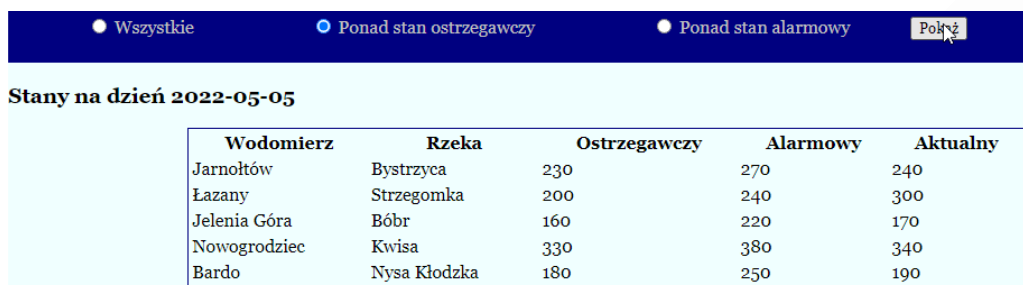 Wszystkie Ponad stan ostrzegawczy Ponad stan alarmowy Pokaż
Stany na dzień 2022-05-05
Wodomierz Rzeka Ostrzegawczy Alarmowy Aktualny
Jarnołtów Bystrzyca 230 270 240
Łazany Strzegomka 200 240 300
Jelenia Góra Bóbr 160 220 170
Nowogrodziec Kwisa 330 380 340
Bardo Nysa Kłodzka 180 250 190